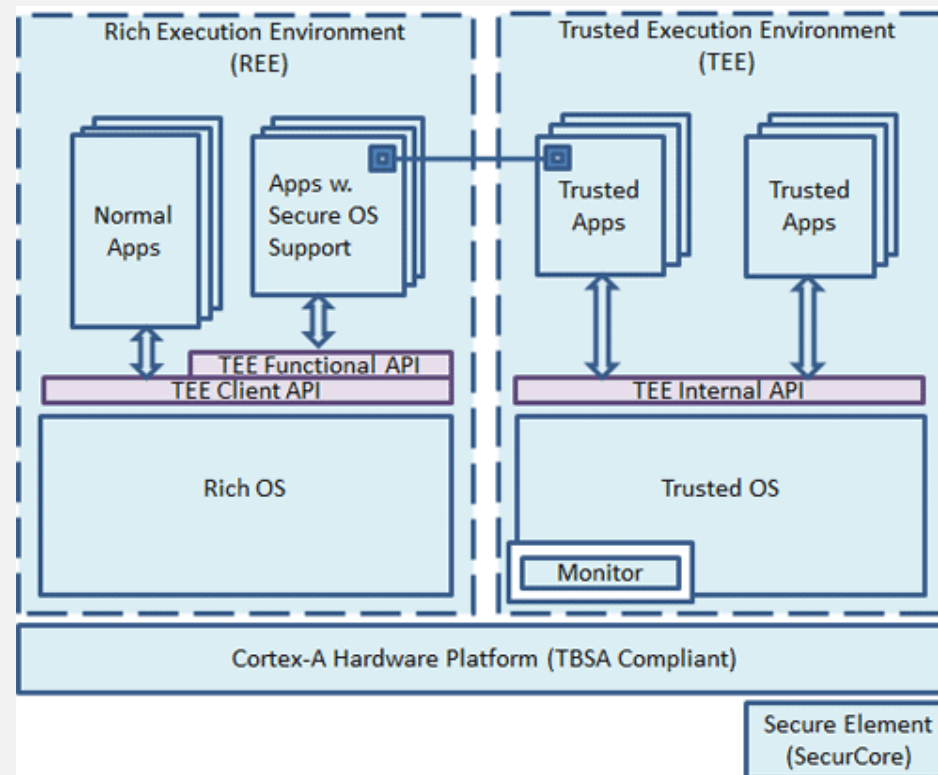 Rich Execution Environment
(REE)
Trusted Execution Environment
(TEE)
Normal
Apps
Apps w.
Secure OS
Support
Trusted
Apps
Trusted
Apps
TEE Functional API
TEE Client API
TEE Internal API
Rich OS
Trusted OS
Monitor
Cortex-A Hardware Platform (TBSA Compliant)
Secure Element
(SecurCore)